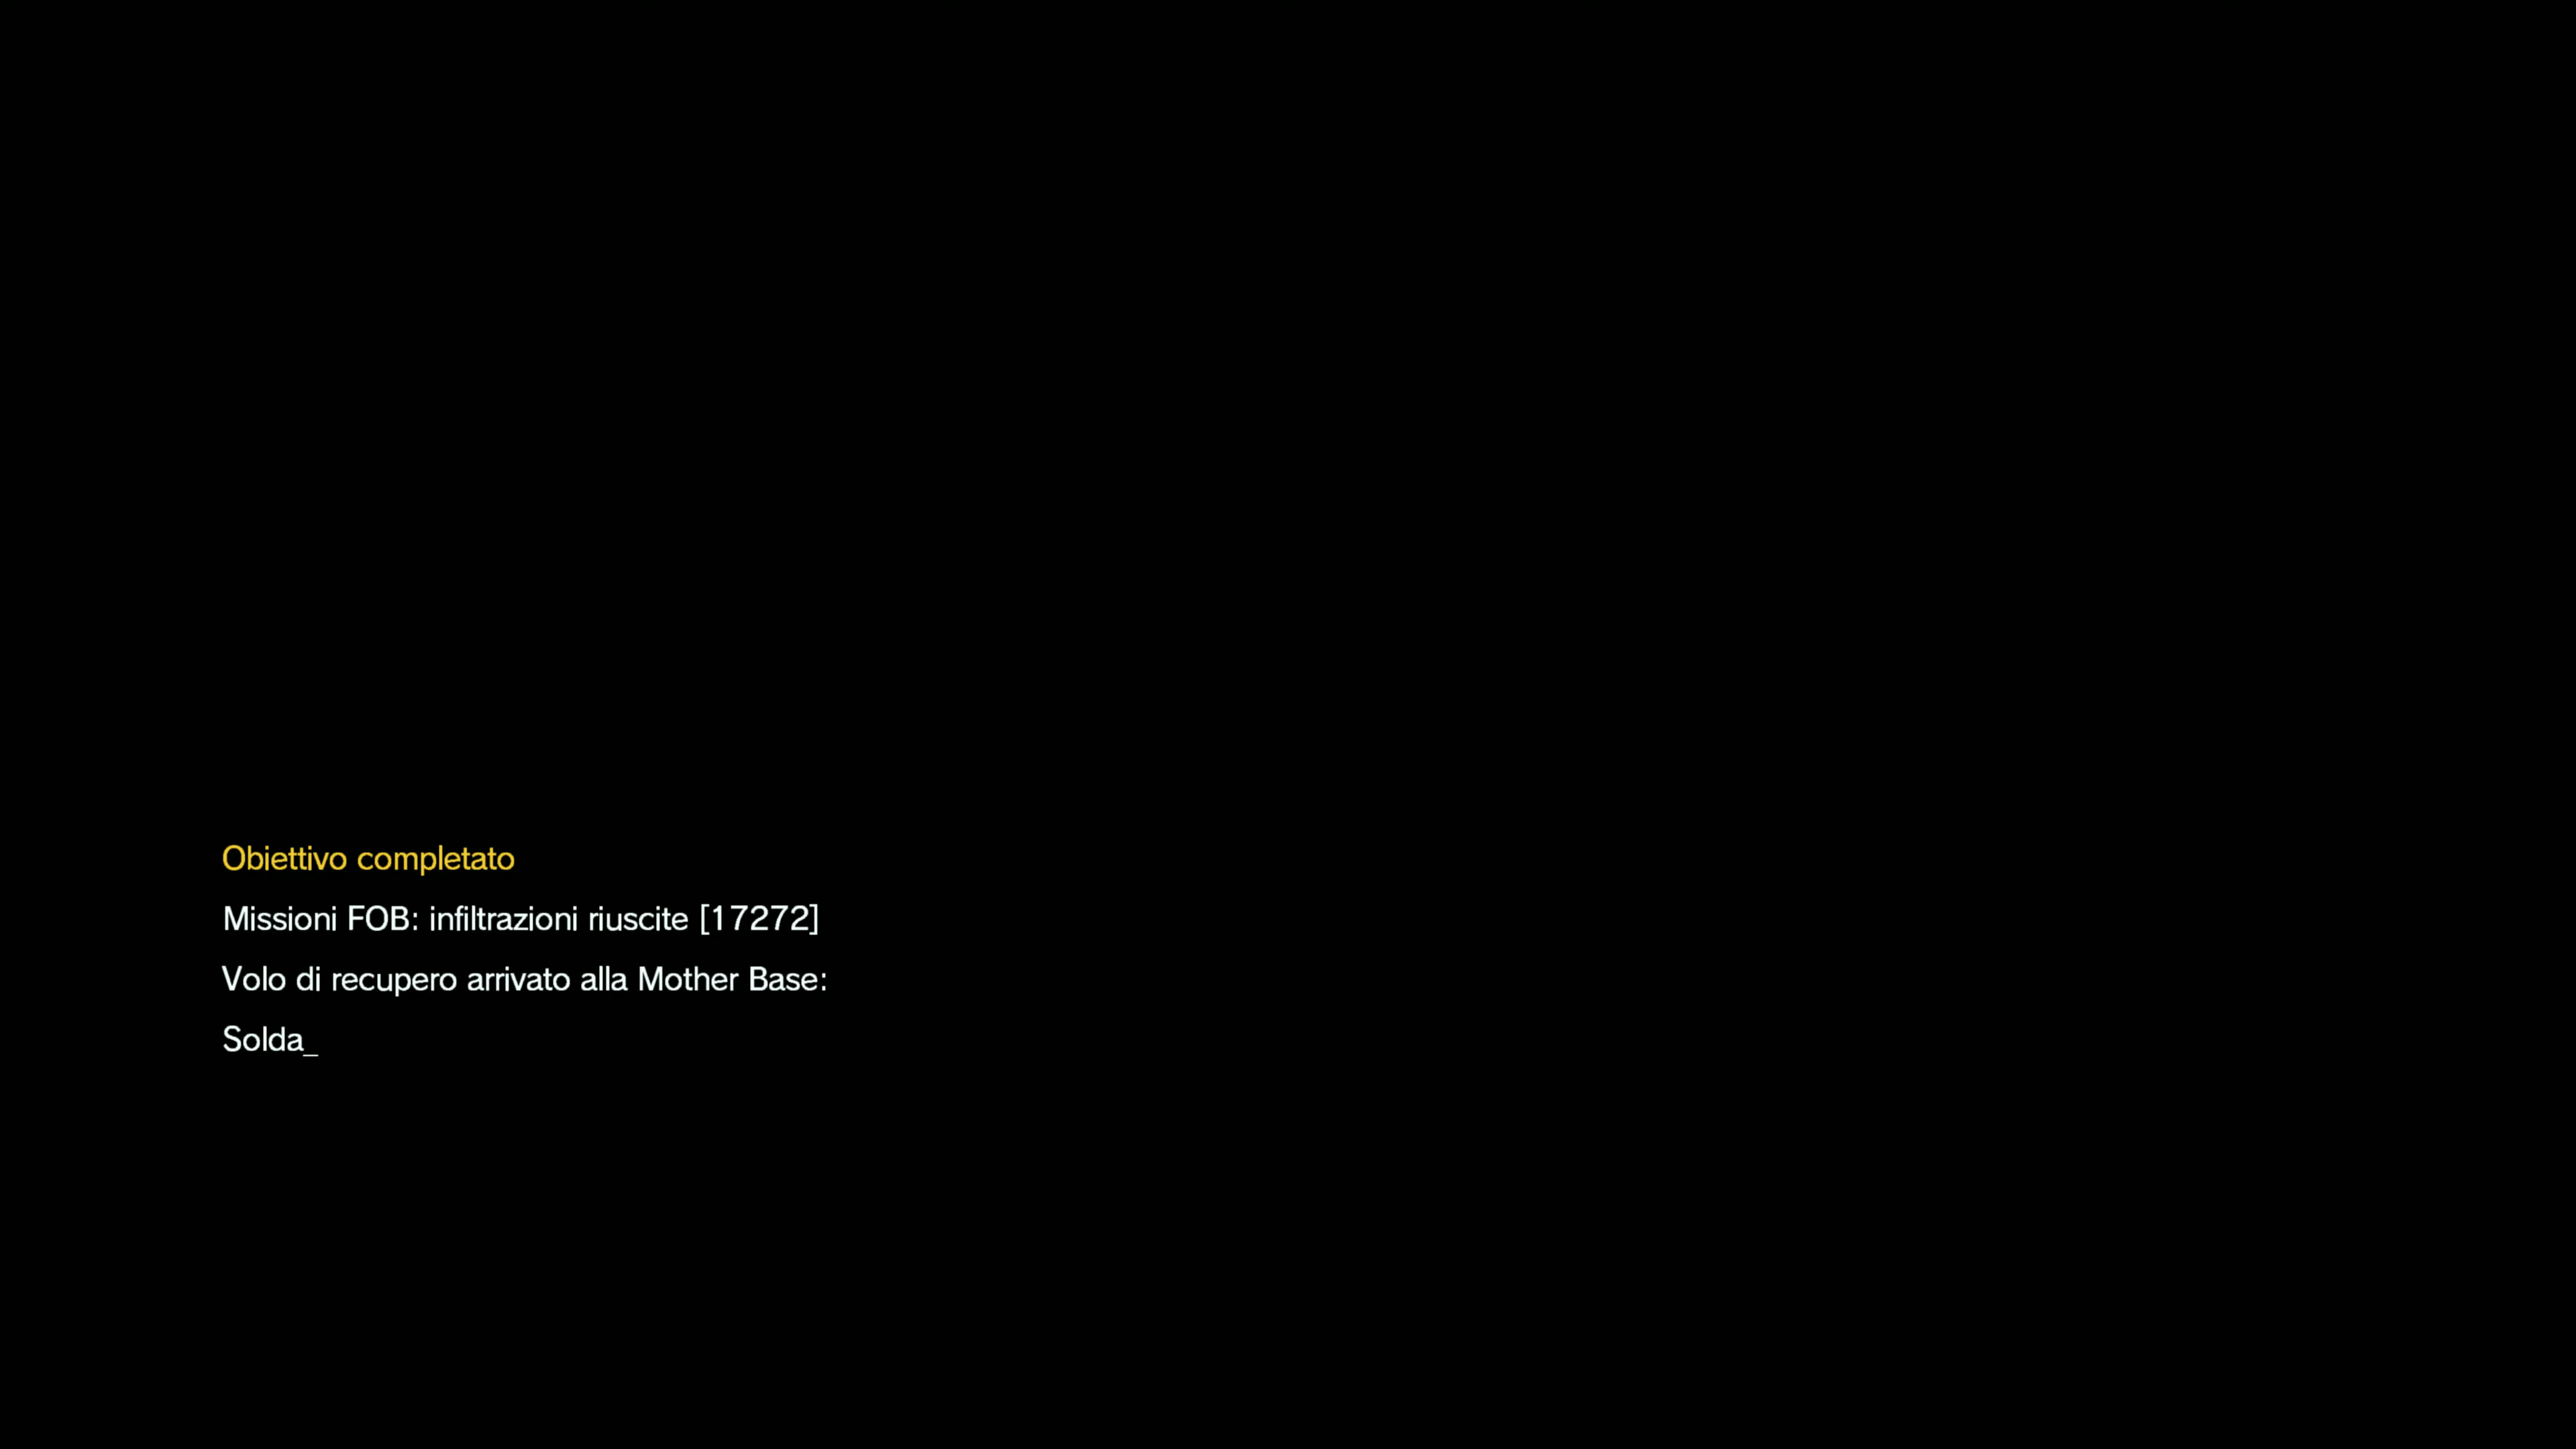 Obiettivo completato
Missioni FOB: infiltrazioni riuscite [17272]
Volo di recupero arrivato alla Mother Base:
Solda_